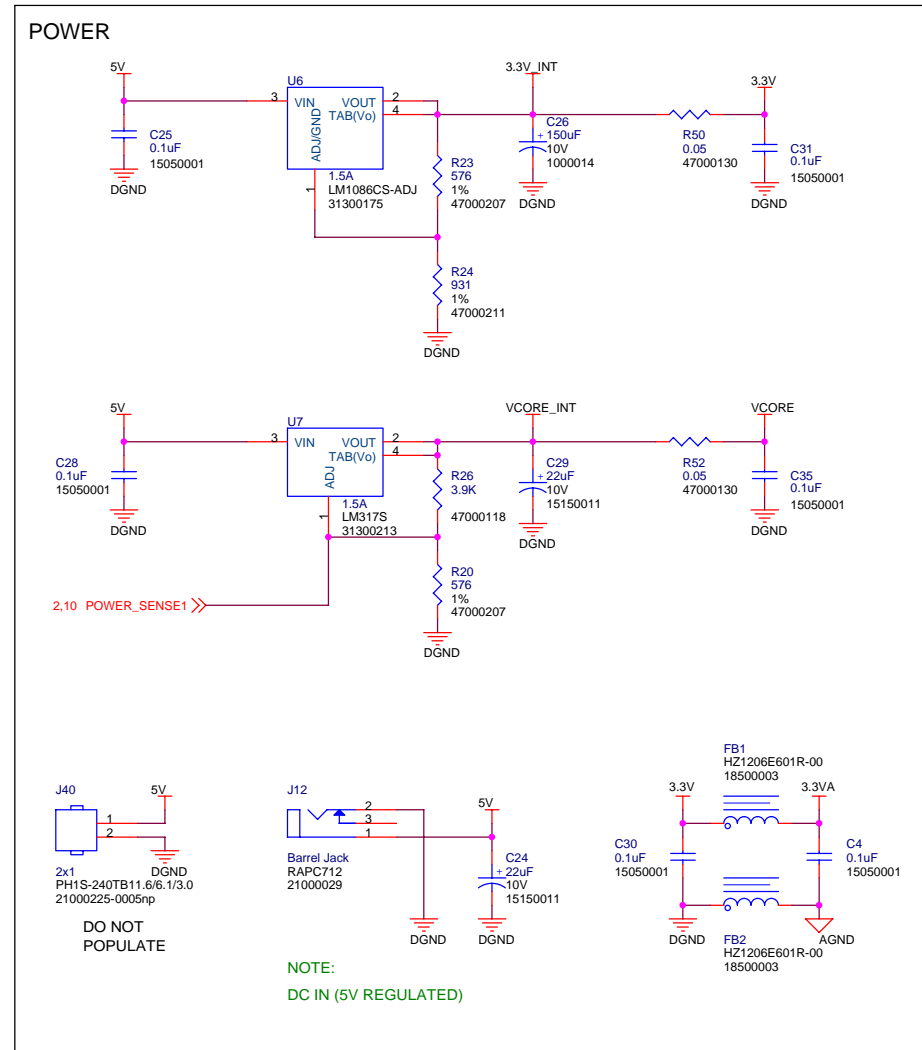 POWER
5V
3.3V_INT
3.3V
U6
3 VIN VOUT 2
TAB(Vo) 4
ADJ/GND
1
C25
0.1uF
15050001
DGND
1.5A
LM1086CS-ADJ
31300175
R23
576
1%
47000207
C26
+ 150uF
10V
1000014
DGND
R50
0.05
47000130
C31
0.1uF
15050001
DGND
R24
931
1%
47000211
DGND
5V
VCORE_INT
VCORE
U7
3 VIN VOUT 2
TAB(Vo) 4
ADJ
1
C28
0.1uF
15050001
DGND
1.5A
LM317S
31300213
R26
3.9K
47000118
C29
+ 22uF
10V
15150011
DGND
R52
0.05
47000130
C35
0.1uF
15050001
DGND
R20
576
1%
47000207
DGND
2,10 POWER_SENSE1
J40
5V
1
2
DGND
2x1
PH1S-240TB11.6/6.1/3.0
21000225-0005np
DO NOT
POPULATE
J12
2
3
1
Barrel Jack
RAPC712
21000029
DGND
5V
C24
+ 22uF
10V
15150011
DGND
NOTE:
DC IN (5V REGULATED)
FB1
HZ1206E601R-00
18500003
3.3V
3.3VA
C30
0.1uF
15050001
C4
0.1uF
15050001
DGND
AGND
FB2
HZ1206E601R-00
18500003